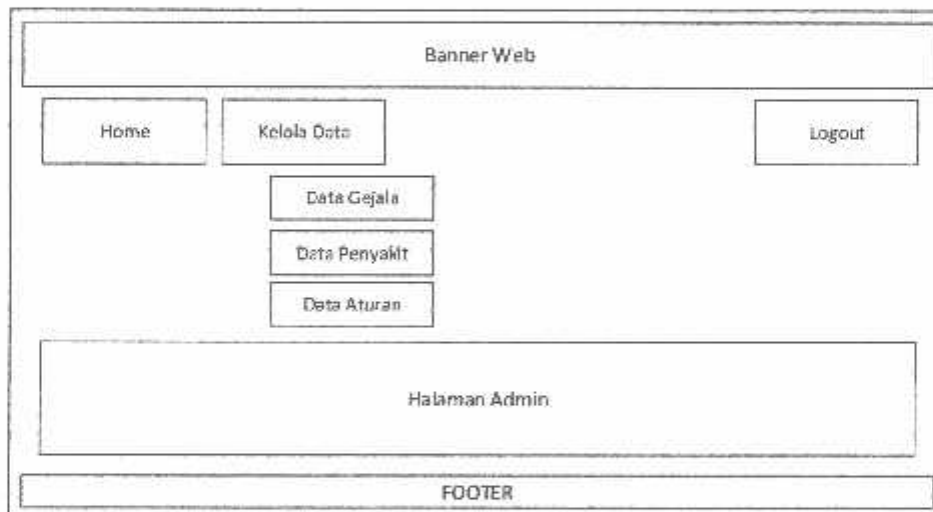 Banner Web
Home
Kelola Data
Logout
Data Gejala
Data Penyakit
Data Aturan
Halaman Admin
FOOTER